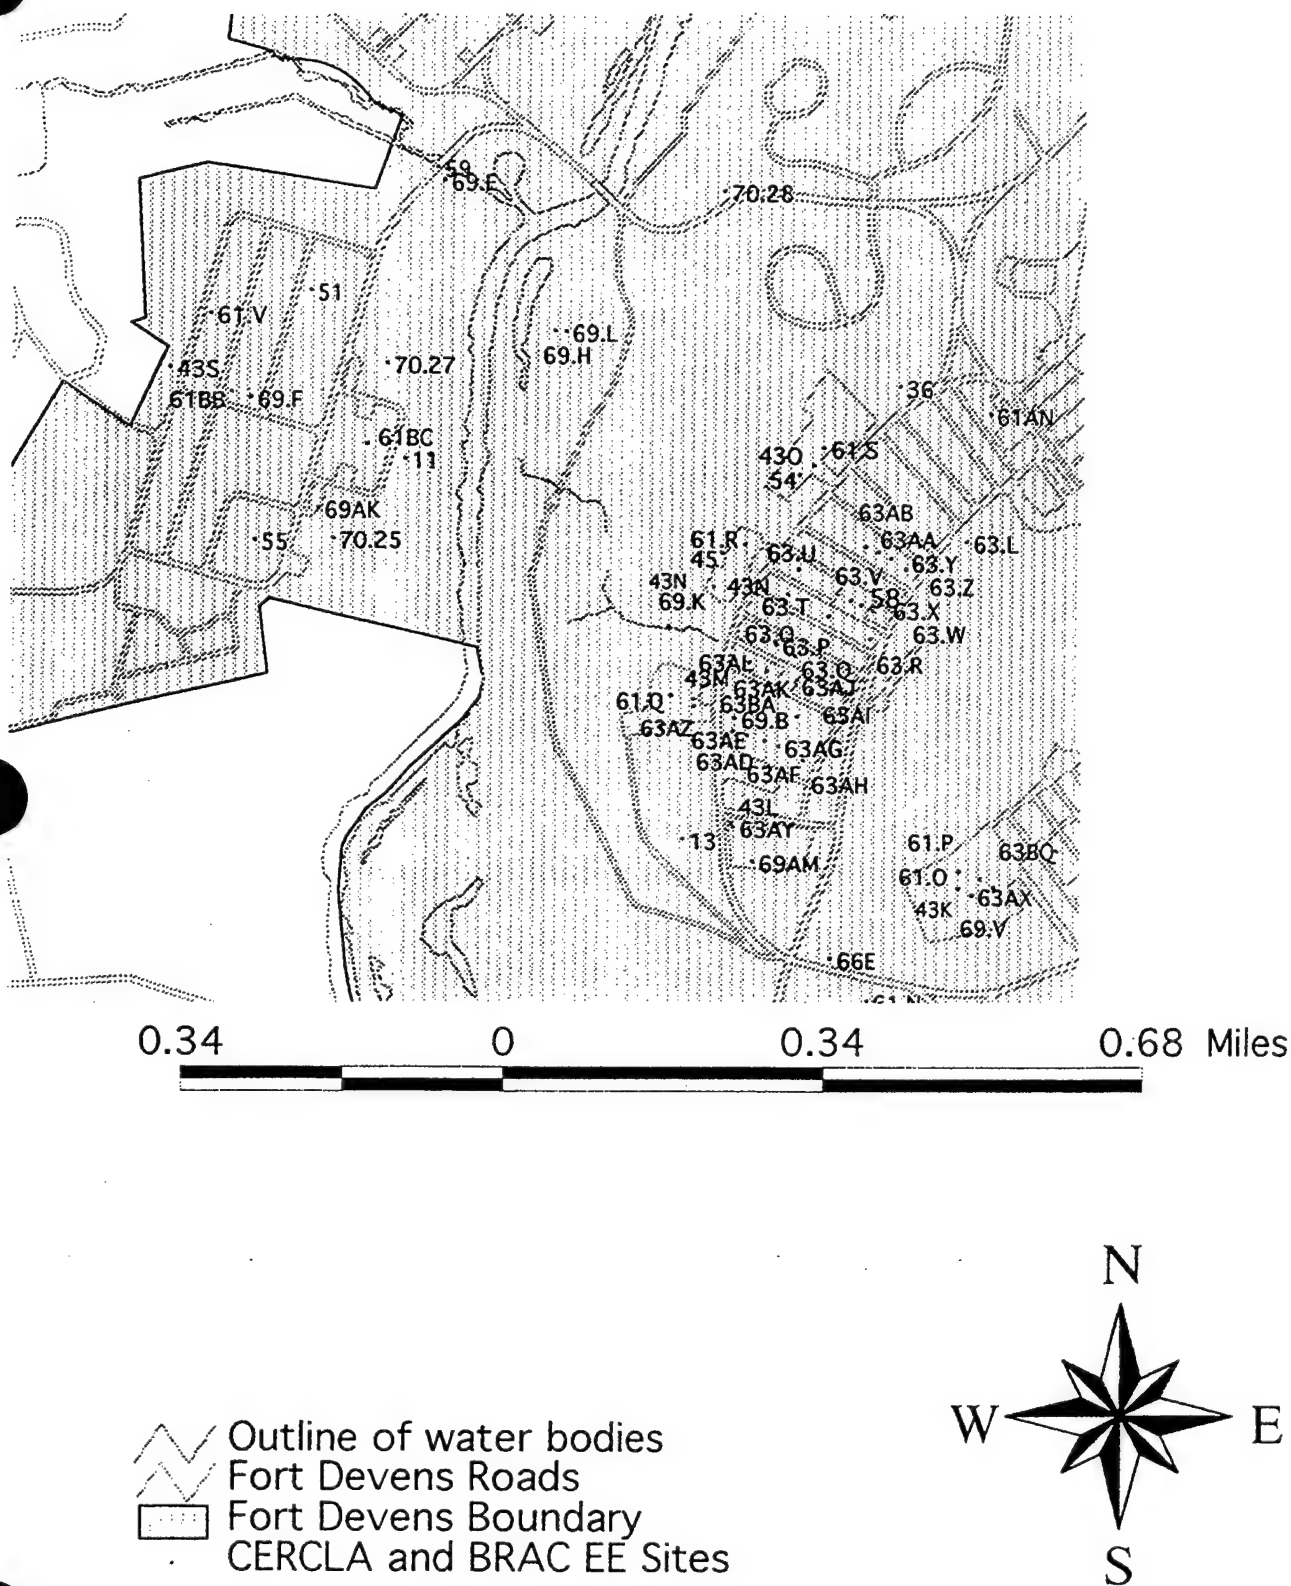 59
69.E
70.28
51
61.V
69.L
69.H
43S
70.27
36
61BB
69.F
61AN
61BC
11
61.S
43O
54
69AK
63AB
55
70.25
61.R
63AA
63.L
45
63.U
63.Y
43N
43N
63.V
63.Z
69.K
58
63.T
63.X
63.Q
63.W
63.P
63AL
63.Q
63.R
43M
63AK
63AJ
61.Q
63BA
63AI
63AZ
69.B
63AE
63AG
63AD
63AF
63AH
43L
13
63AY
61.P
63BQ
69AM
61.O
63AX
43K
69.V
66E
61.N
0.34 0 0.34 0.68 Miles
N
W E
S
Outline of water bodies
Fort Devens Roads
Fort Devens Boundary
CERCLA and BRAC EE Sites